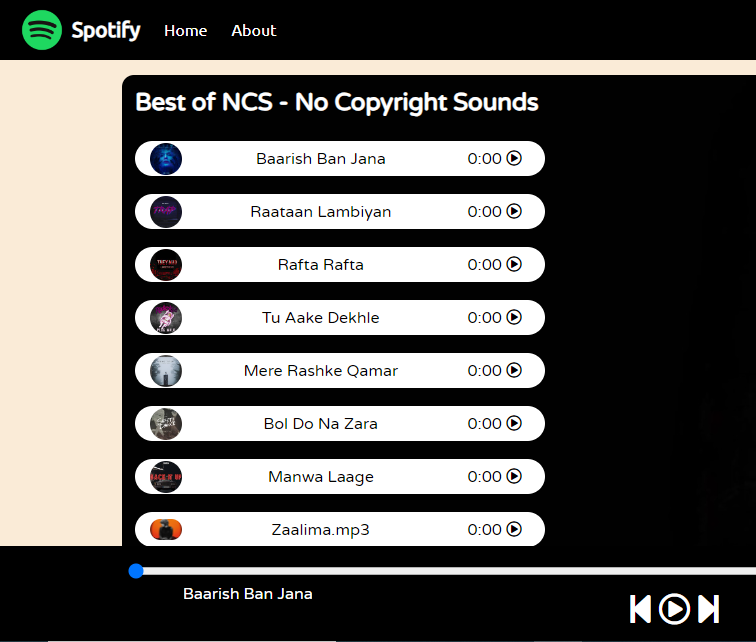 Spotify Home About
Best of NCS - No Copyright Sounds
Baarish Ban Jana 0:00
Raataan Lambiyan 0:00
Rafta Rafta 0:00
Tu Aake Dekhle 0:00
Mere Rashke Qamar 0:00
Bol Do Na Zara 0:00
Manwa Laage 0:00
Zaalima.mp3 0:00
Baarish Ban Jana